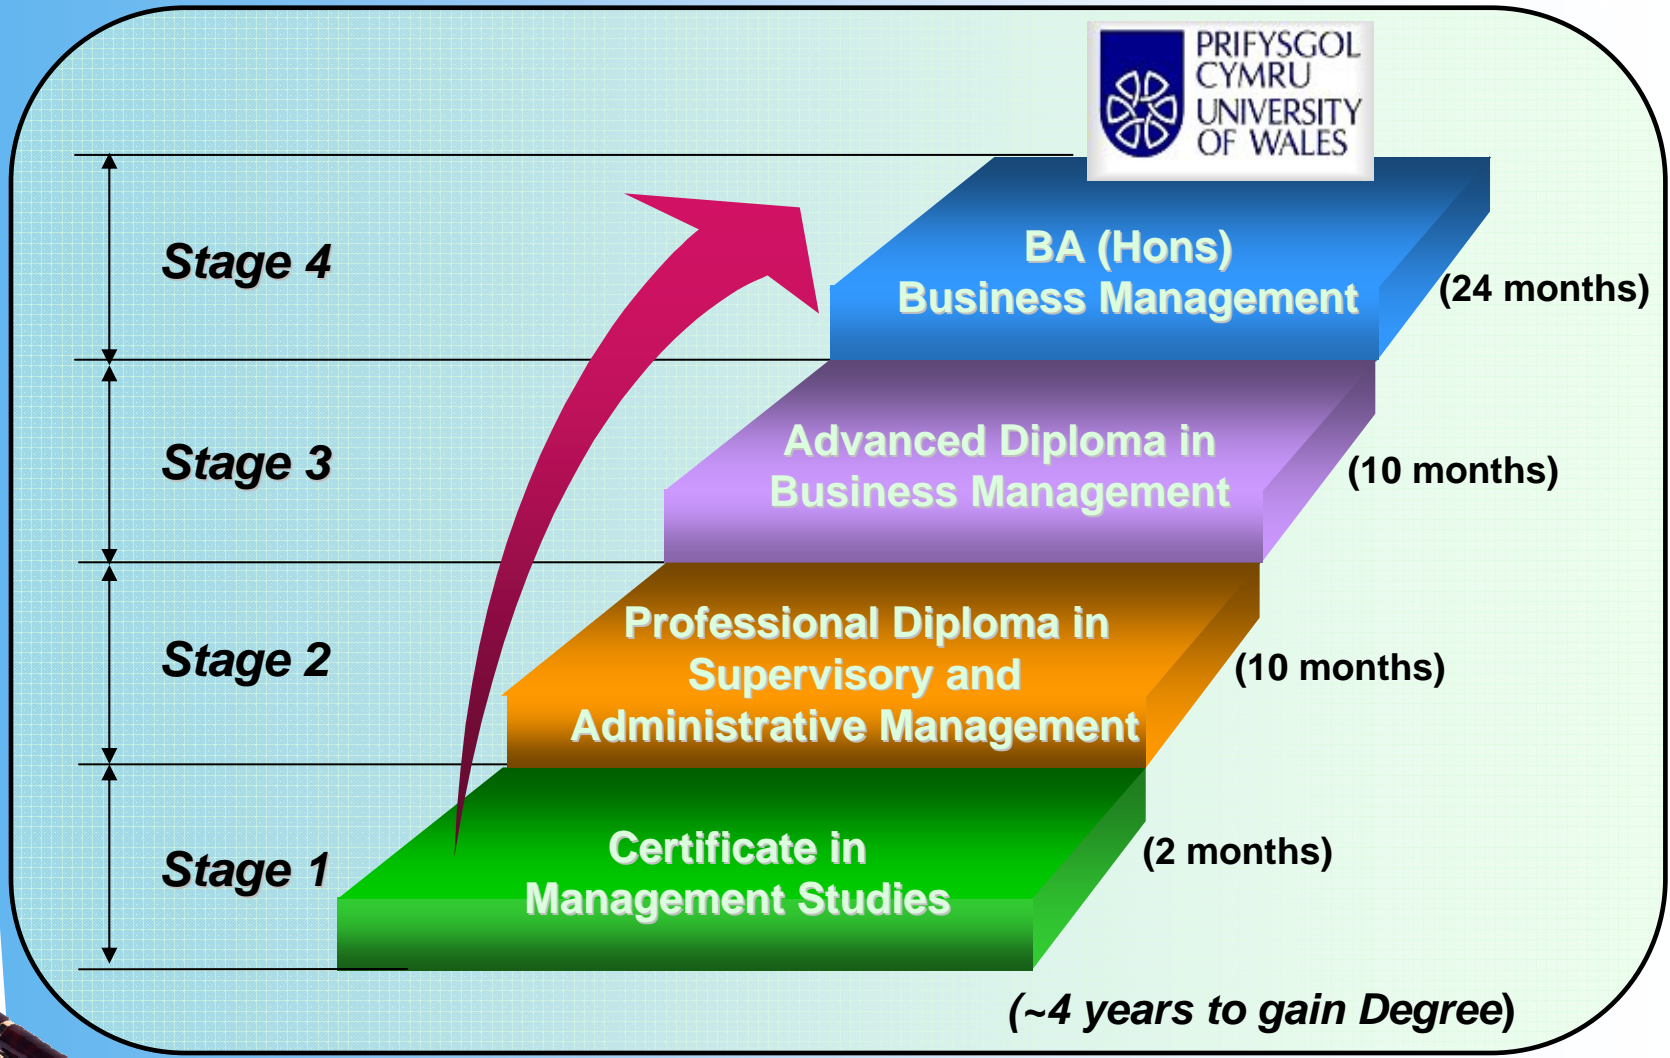 PRIFYSGOL
CYMRU
UNIVERSITY
OF WALES
Stage 4
BA (Hons)
Business Management
(24 months)
Stage 3
Advanced Diploma in
Business Management
(10 months)
Stage 2
Professional Diploma in
Supervisory and
Administrative Management
(10 months)
Stage 1
Certificate in
Management Studies
(2 months)
(~4 years to gain Degree)